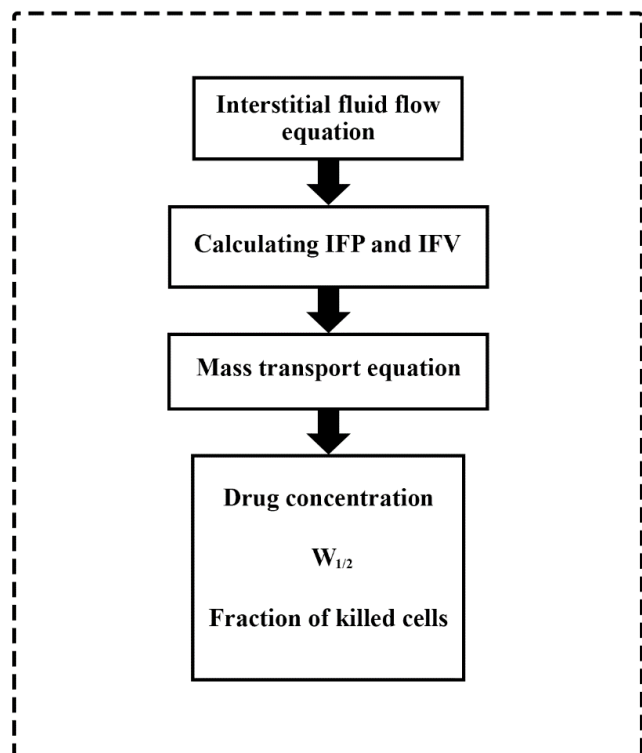 Interstitial fluid flow
equation
Calculating IFP and IFV
Mass transport equation
Drug concentration
W1/2
Fraction of killed cells